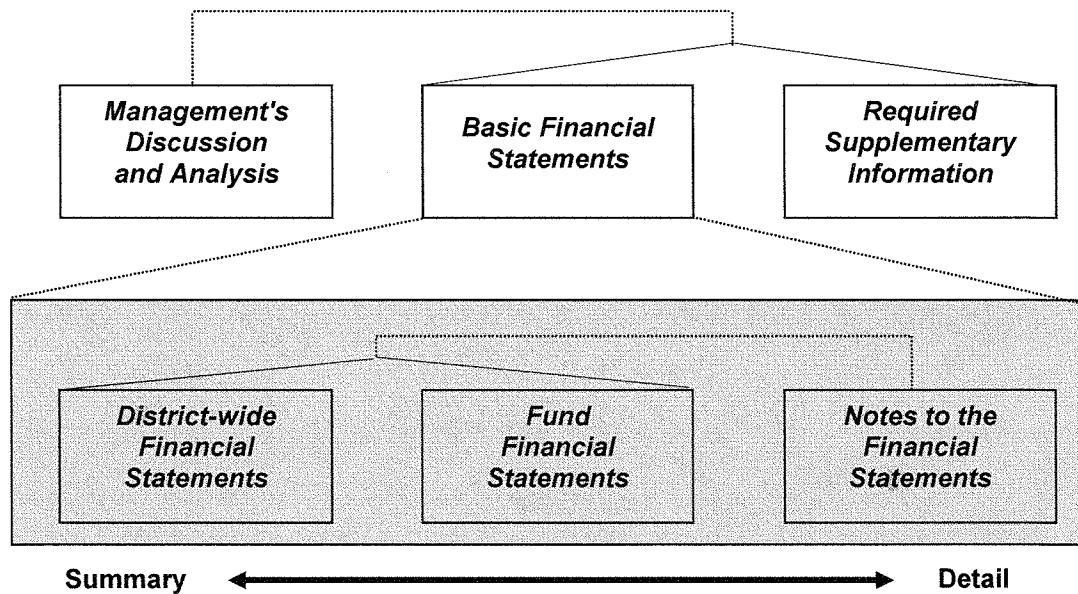 Management's
Discussion
and Analysis
Basic Financial
Statements
Required
Supplementary
Information
District-wide
Financial
Statements
Fund
Financial
Statements
Notes to the
Financial
Statements
Summary
Detail